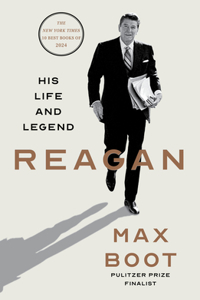 THE
NEW YORK TIMES
10 BEST BOOKS OF
2024
HIS
LIFE
AND
LEGEND
REAGAN
MAX
BOOT
PULITZER PRIZE
FINALIST